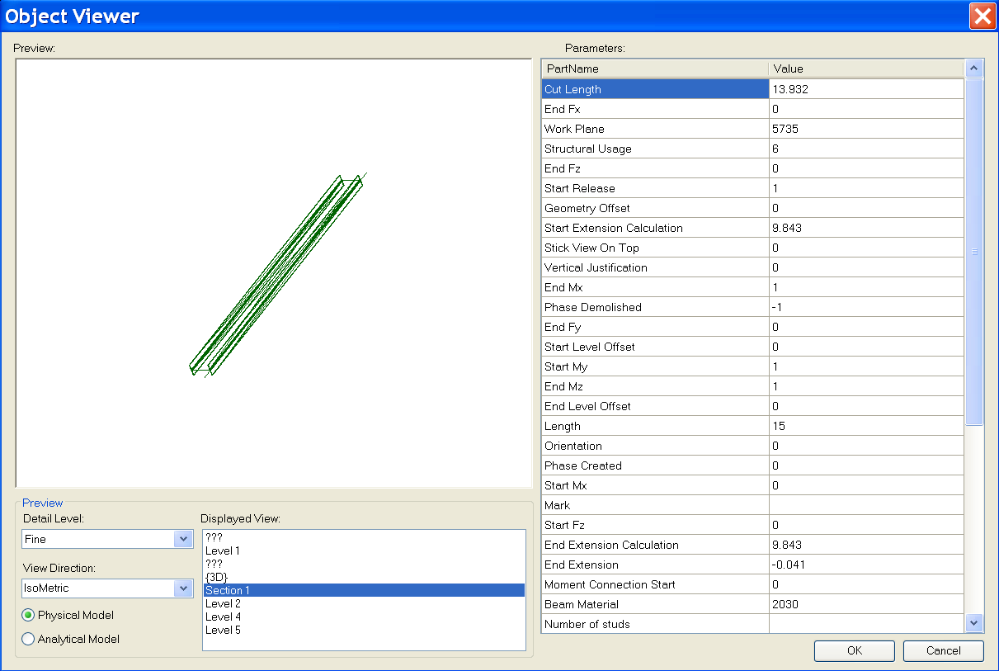 Object Viewer
Preview:
Parameters:
PartName Value
Cut Length 13.932
End Fx 0
Work Plane 5735
Structural Usage 6
End Fz 0
Start Release 1
Geometry Offset 0
Start Extension Calculation 9.843
Stick View On Top 0
Vertical Justification 0
End Mx 1
Phase Demolished -1
End Fy 0
Start Level Offset 0
Start My 1
End Mz 1
End Level Offset 0
Length 15
Orientation 0
Phase Created 0
Start Mx 0
Mark
Start Fz 0
End Extension Calculation 9.843
End Extension -0.041
Moment Connection Start 0
Beam Material 2030
Number of studs
Preview
Detail Level:
Fine
View Direction:
IsoMetric
Physical Model
Analytical Model
Displayed View:
???
Level 1
???
{3D}
Section 1
Level 2
Level 4
Level 5
OK Cancel